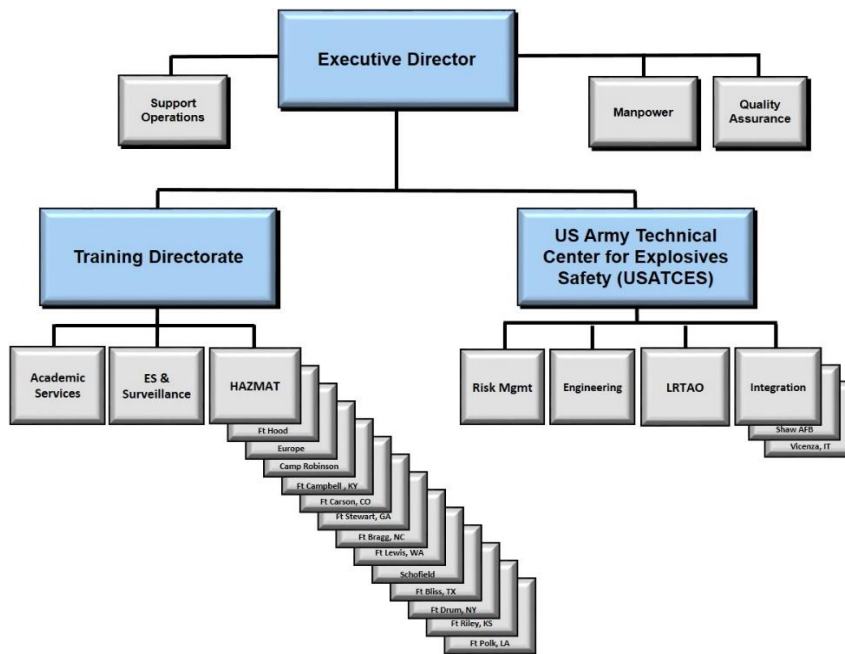 Executive Director
Support
Operations
Manpower
Quality
Assurance
Training Directorate
US Army Technical
Center for Explosives
Safety (USATCES)
Academic
Services
ES &
Surveillance
HAZMAT
Ft Hood
Europe
Camp Robinson
Ft Campbell , KY
Ft Carson, CO
Ft Stewart, GA
Ft Bragg, NC
Ft Lewis, WA
Schofield
Ft Bliss, TX
Ft Drum, NY
Ft Riley, KS
Ft Polk, LA
Risk Mgmt
Engineering
LRTAO
Integration
Shaw AFB
Vicenza, IT